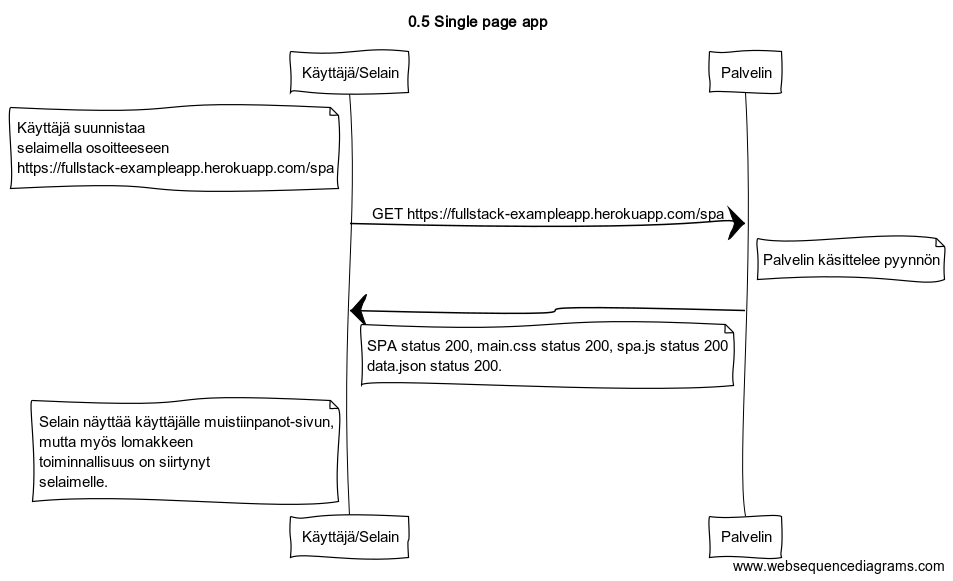 0.5 Single page app
Käyttäjä/Selain
Palvelin
Käyttäjä suunnistaa
selaimella osoitteeseen
https://fullstack-exampleapp.herokuapp.com/spa
GET https://fullstack-exampleapp.herokuapp.com/spa
Palvelin käsittelee pyynnön
SPA status 200, main.css status 200, spa.js status 200
data.json status 200.
Selain näyttää käyttäjälle muistiinpanot-sivun,
mutta myös lomakkeen
toiminnallisuus on siirtynyt
selaimelle.
Käyttäjä/Selain
Palvelin
www.websequencediagrams.com